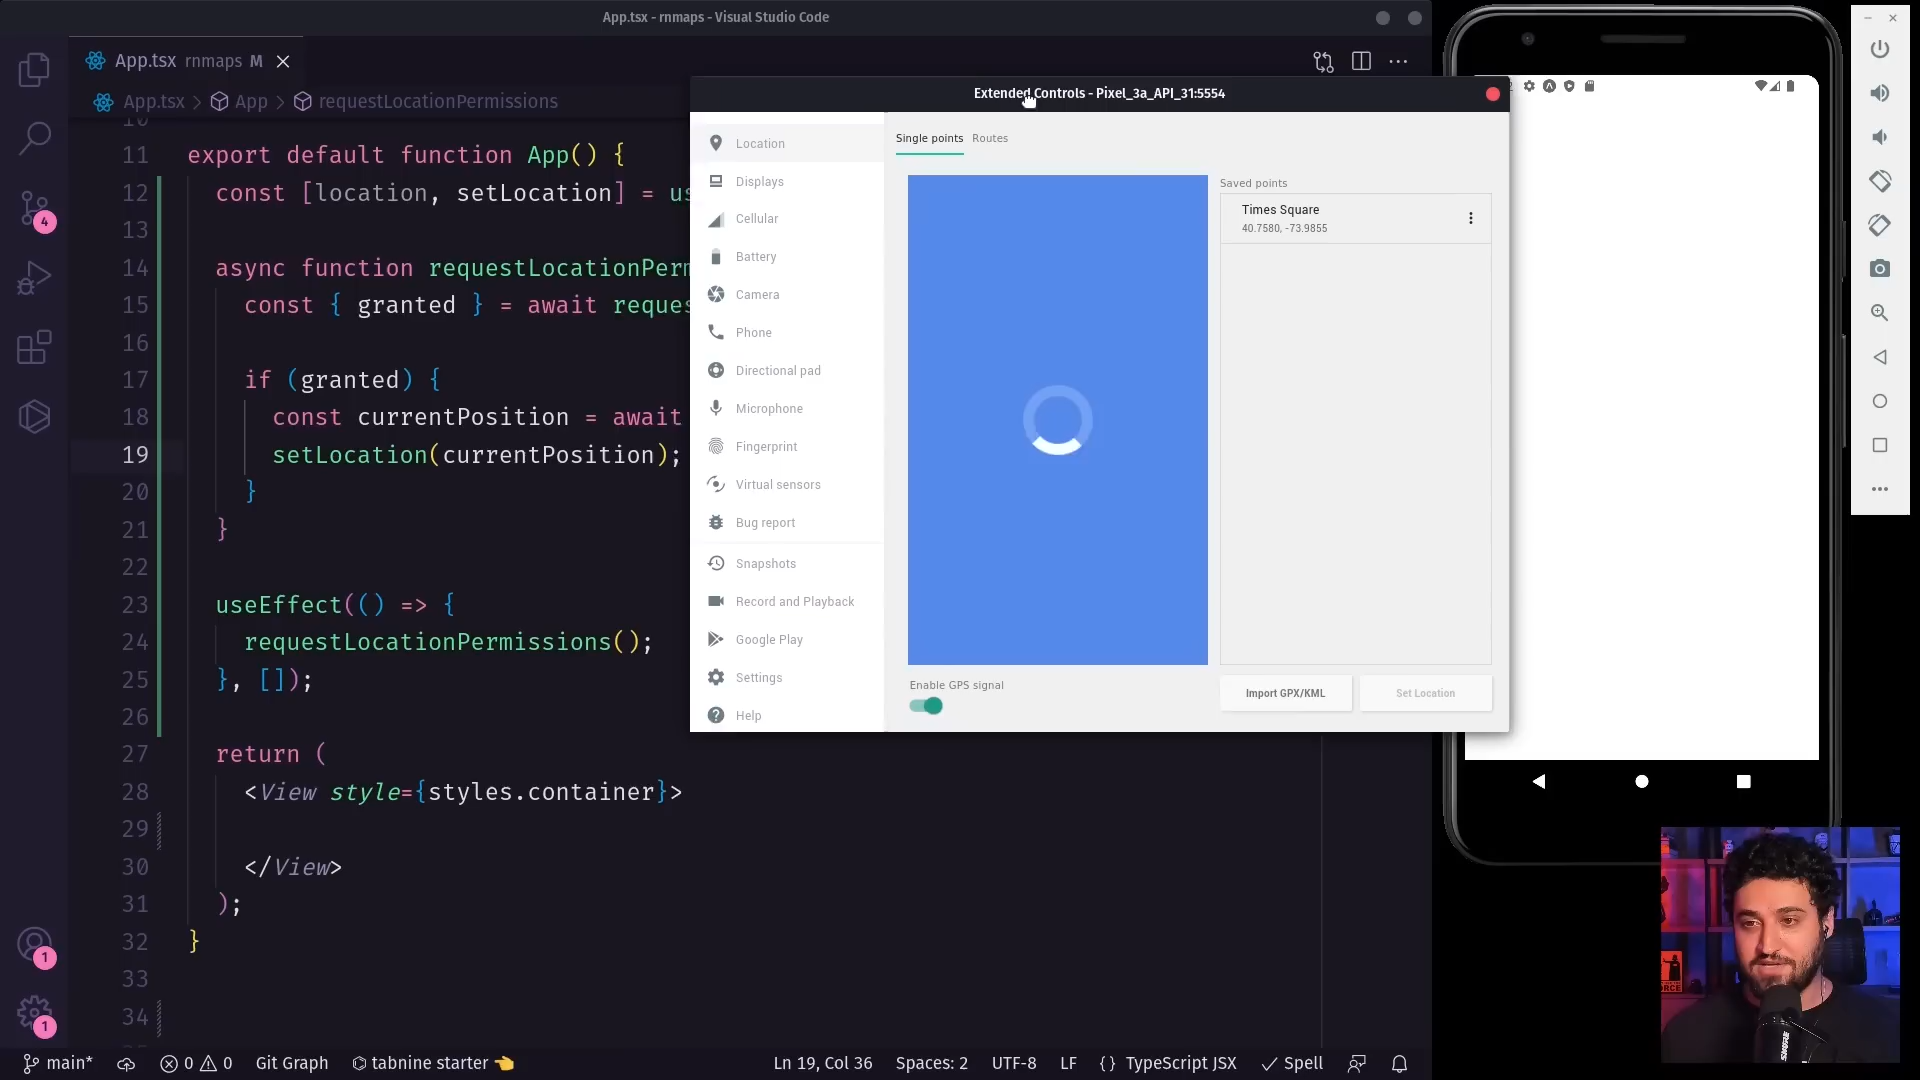 App.tsx - rnmaps - Visual Studio Code
App.tsx rnmaps M
App.tsx > App > requestLocationPermissions
11 export default function App() {
12 const [location, setLocation] = us
13
14 async function requestLocationPerm
15 const { granted } = await reques
16
17 if (granted) {
18 const currentPosition = await
19 setLocation(currentPosition);
20 }
21 }
22
23 useEffect(() => {
24 requestLocationPermissions();
25 }, []);
26
27 return (
28 <View style={styles.container}>
29
30 </View>
31 );
32 }
33
34
4
1
1
Extended Controls - Pixel_3a_API_31:5554
Location
Displays
Cellular
Battery
Camera
Phone
Directional pad
Microphone
Fingerprint
Virtual sensors
Bug report
Snapshots
Record and Playback
Google Play
Settings
Help
Single points Routes
Saved points
Times Square
40.7580, -73.9855
Enable GPS signal
Import GPX/KML
Set Location
main* 0 0 Git Graph tabnine starter
Ln 19, Col 36 Spaces: 2 UTF-8 LF {} TypeScript JSX Spell